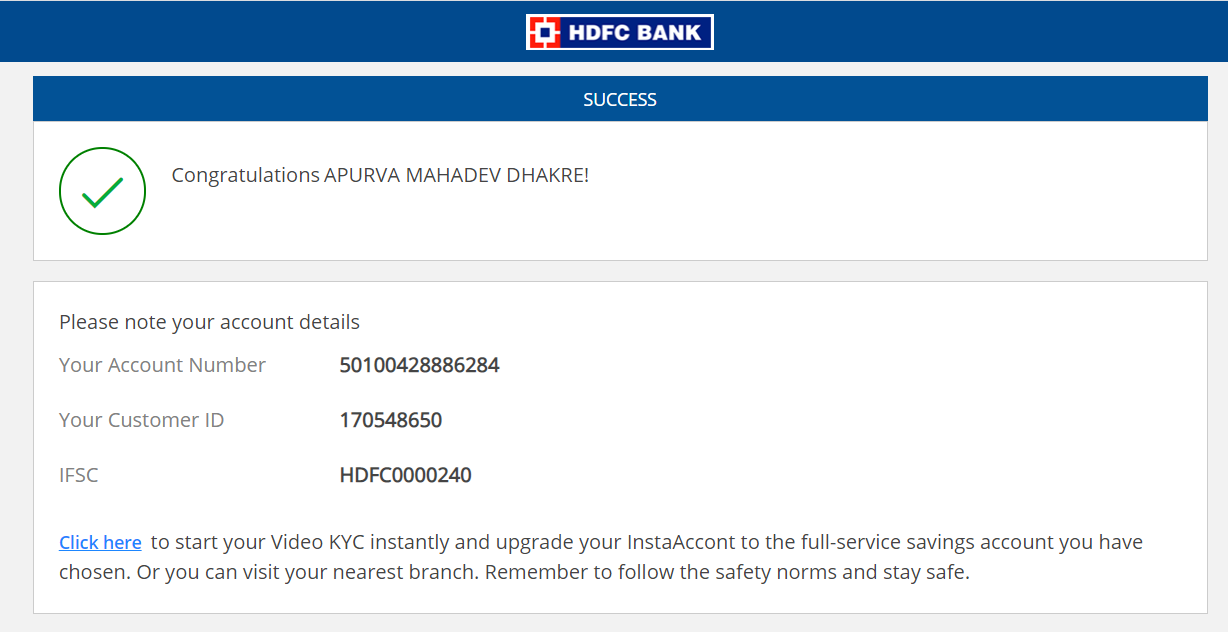 HDFC BANK
SUCCESS
Congratulations APURVA MAHADEV DHAKRE!
Please note your account details
Your Account Number 50100428886284
Your Customer ID 170548650
IFSC HDFC0000240
Click here to start your Video KYC instantly and upgrade your InstaAccont to the full-service savings account you have
chosen. Or you can visit your nearest branch. Remember to follow the safety norms and stay safe.